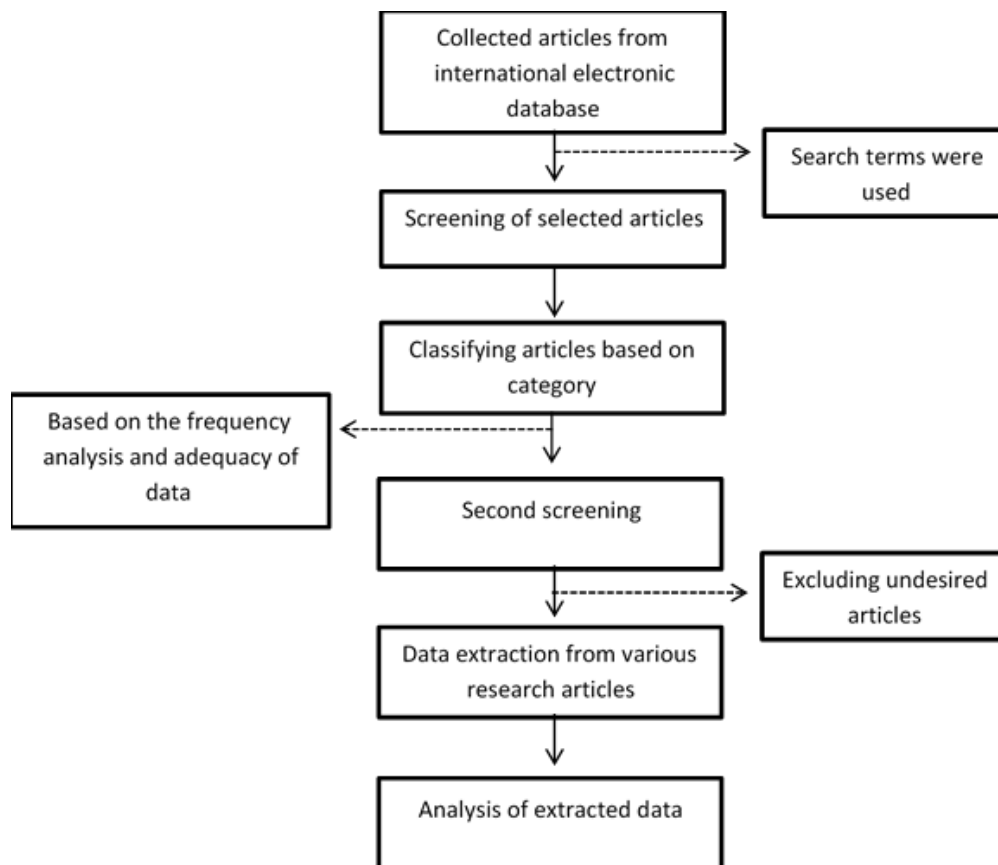 Collected articles from
international electronic
database
Search terms were
used
Screening of selected articles
Classifying articles based on
category
Based on the frequency
analysis and adequacy of
data
Second screening
Excluding undesired
articles
Data extraction from various
research articles
Analysis of extracted data